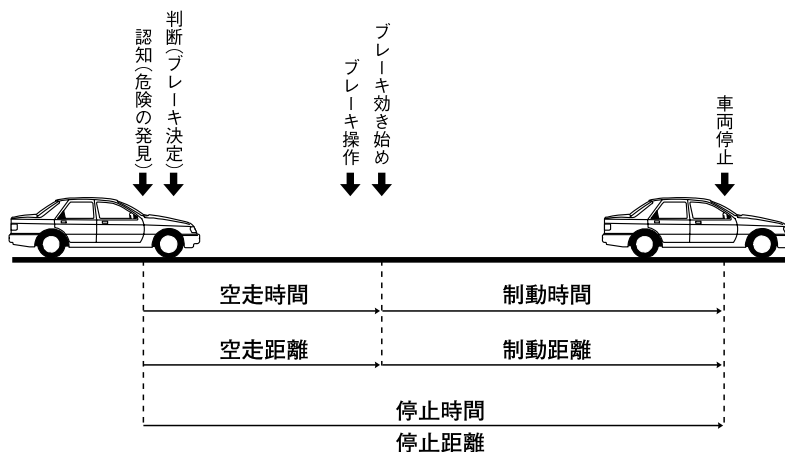 認知(危険の発見)
判断(ブレーキ決定)
ブレーキ操作
ブレーキ効き始め
車両停止
空走時間
制動時間
空走距離
制動距離
停止時間
停止距離